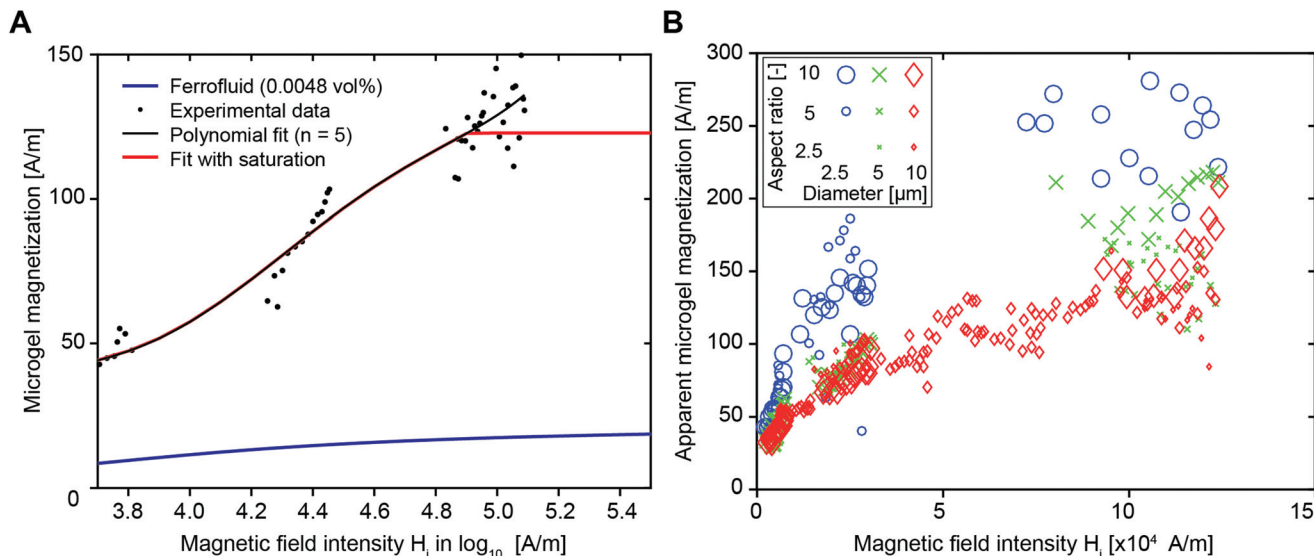 A
Microgel magnetization [A/m]
150
100
50
0
Ferrofluid (0.0048 vol%)
Experimental data
Polynomial fit (n = 5)
Fit with saturation
3.8 4.0 4.2 4.4 4.6 4.8 5.0 5.2 5.4
Magnetic field intensity Hᵢ in log₁₀ [A/m]
B
Apparent microgel magnetization [A/m]
300
250
200
150
100
50
0
Aspect ratio [-]
10
5
2.5
2.5 5 10
Diameter [µm]
0 5 10 15
Magnetic field intensity Hᵢ [x10⁴ A/m]